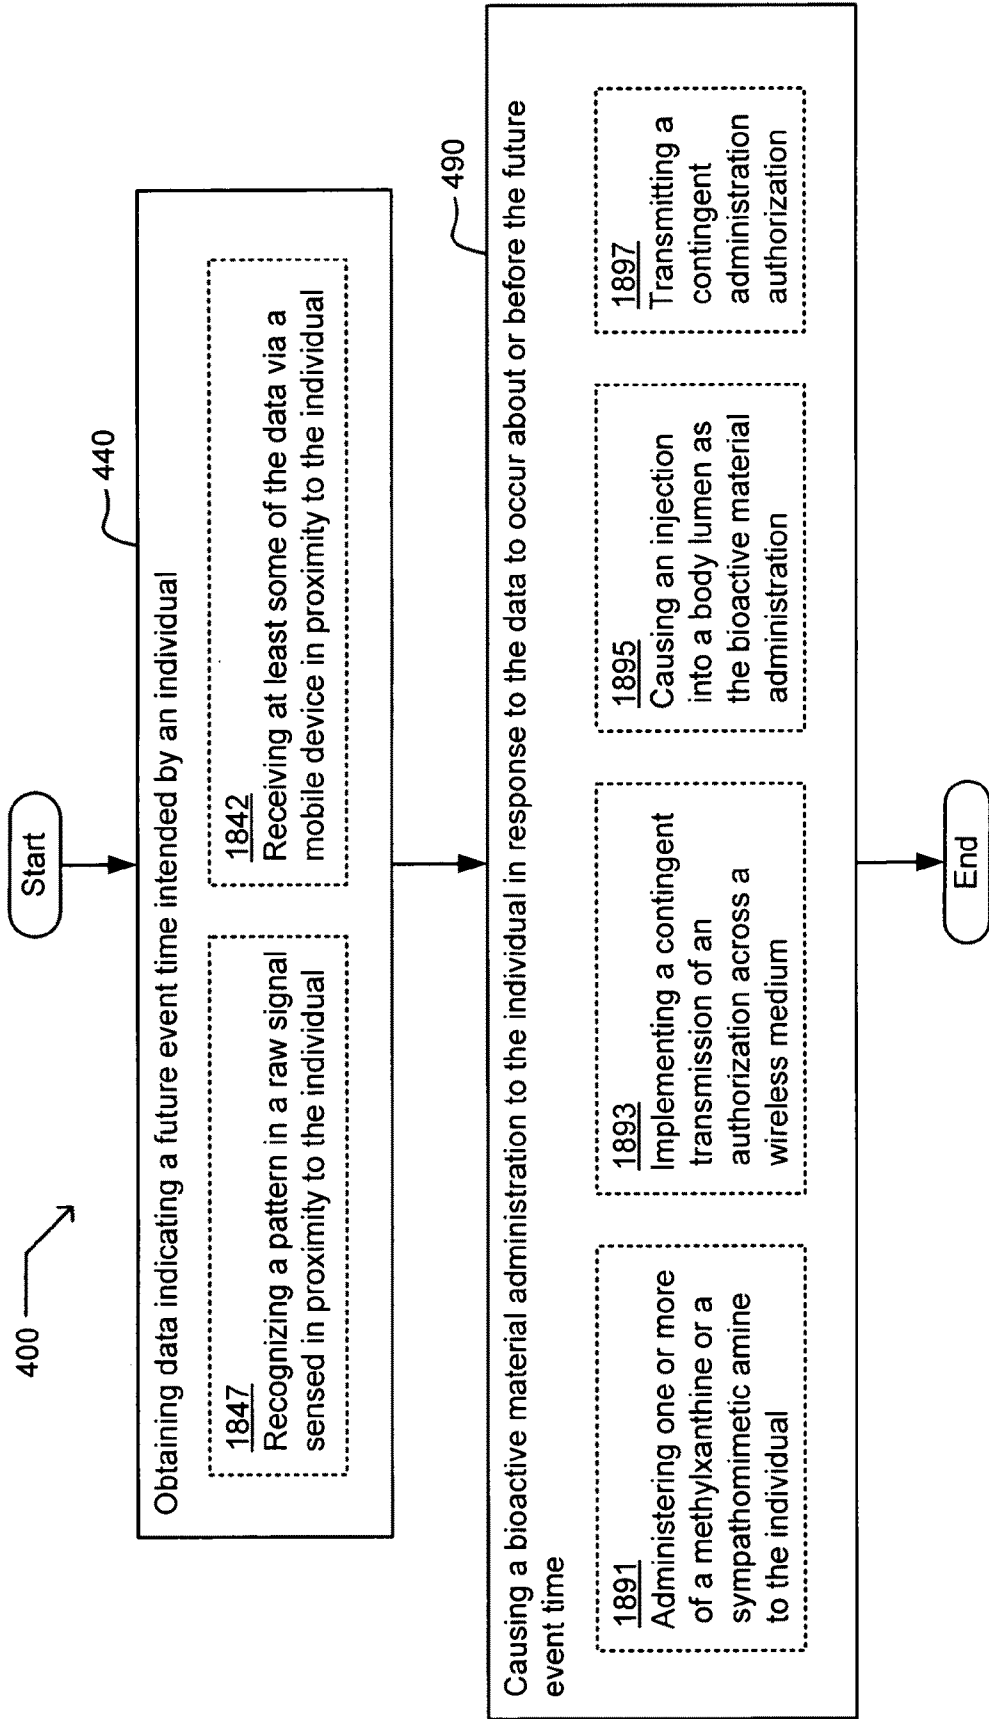 400
Start
440
Obtaining data indicating a future event time intended by an individual
1847
Recognizing a pattern in a raw signal
sensed in proximity to the individual
1842
Receiving at least some of the data via a
mobile device in proximity to the individual
490
Causing a bioactive material administration to the individual in response to the data to occur about or before the future
event time
1891
Administering one or more
of a methylxanthine or a
sympathomimetic amine
to the individual
1893
Implementing a contingent
transmission of an
authorization across a
wireless medium
1895
Causing an injection
into a body lumen as
the bioactive material
administration
1897
Transmitting a
contingent
administration
authorization
End